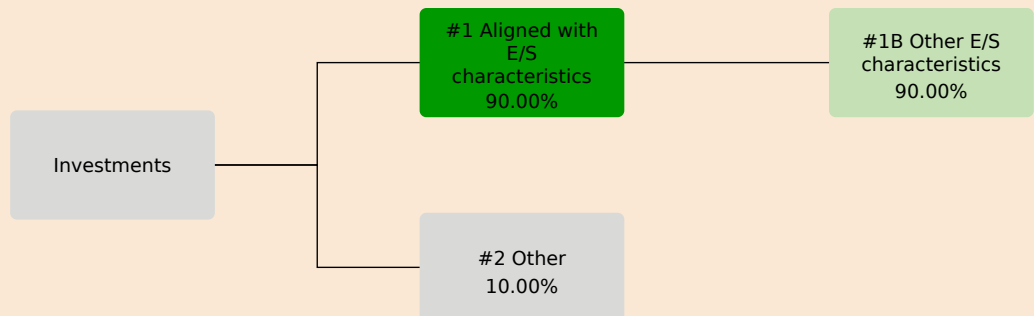 #1 Aligned with
E/S
characteristics
90.00%
#1B Other E/S
characteristics
90.00%
Investments
#2 Other
10.00%